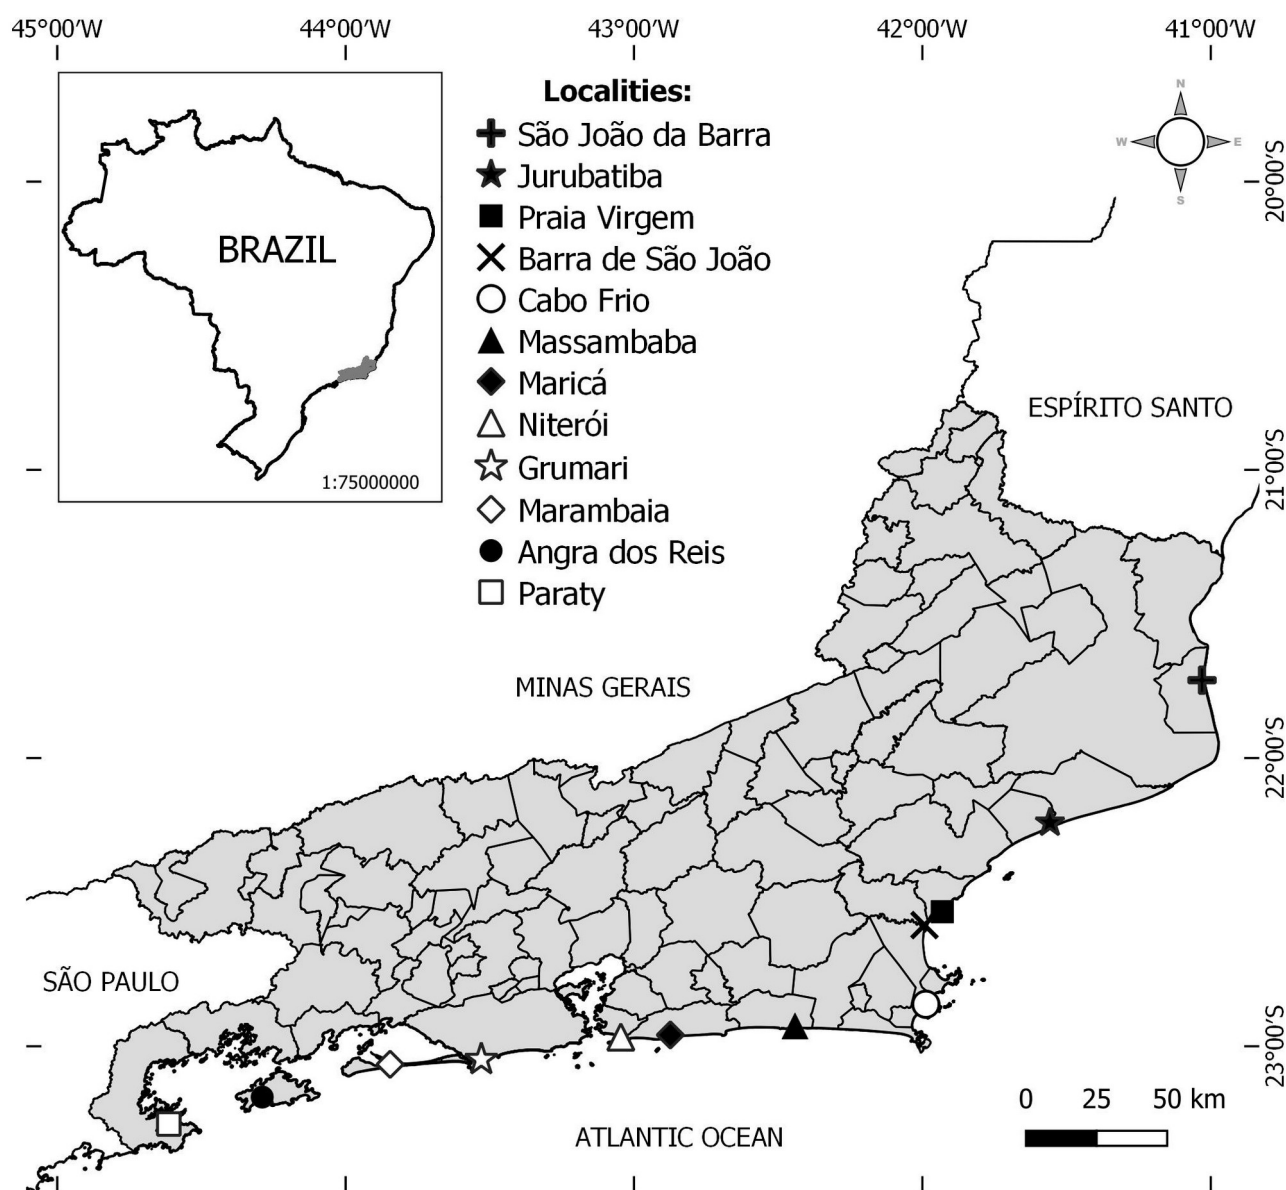 45°00′W 44°00′W 43°00′W 42°00′W 41°00′W
Localities:
São João da Barra
Jurubatiba
Praia Virgem
Barra de São João
Cabo Frio
Massambaba
Maricá
Niterói
Grumari
Marambaia
Angra dos Reis
Paraty
BRAZIL
1:75000000
N
W E
S
20°00′S
21°00′S
22°00′S
23°00′S
ESPÍRITO SANTO
MINAS GERAIS
SÃO PAULO
ATLANTIC OCEAN
0 25 50 km